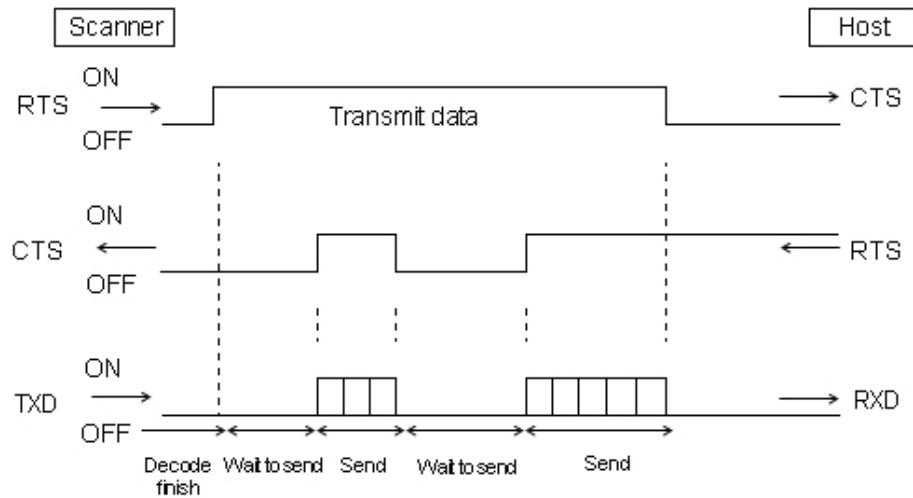 Scanner
Host
ON
RTS
CTS
Transmit data
OFF
ON
CTS
RTS
OFF
ON
TXD
RXD
OFF
Decode
finish
Wait to send
Send
Wait to send
Send